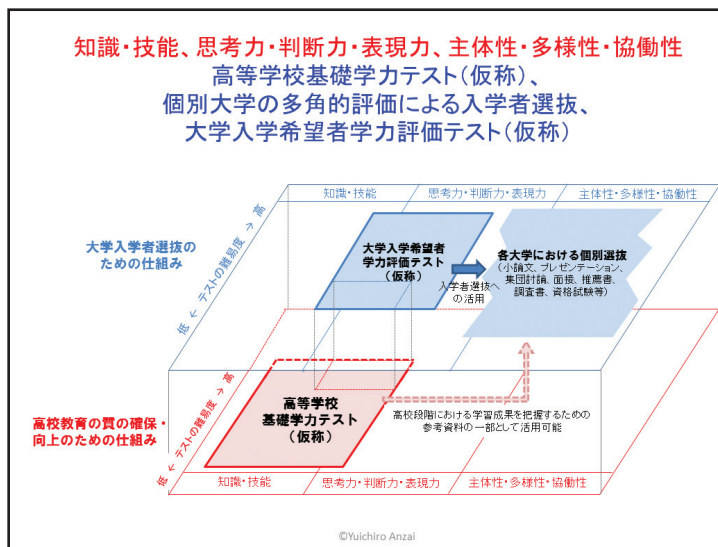 知識・技能、思考力・判断力・表現力、主体性・多様性・協働性
高等学校基礎学力テスト(仮称)、
個別大学の多角的評価による入学者選抜、
大学入学希望者学力評価テスト(仮称)
知識・技能
思考力・判断力・表現力
主体性・多様性・協働性
大学入学者選抜の
ための仕組み
低 ← テストの難易度 → 高
大学入学希望者
学力評価テスト
(仮称)
入学者選抜へ
の活用
各大学における個別選抜
(小論文、プレゼンテーション、
集団討論、面接、推薦書、
調査書、資格試験等)
高校教育の質の確保・
向上のための仕組み
低 ← テストの難易度 → 高
高等学校
基礎学力テスト
(仮称)
高校段階における学習成果を把握するための
参考資料の一部として活用可能
知識・技能
思考力・判断力・表現力
主体性・多様性・協働性
©Yuichiro Anzai